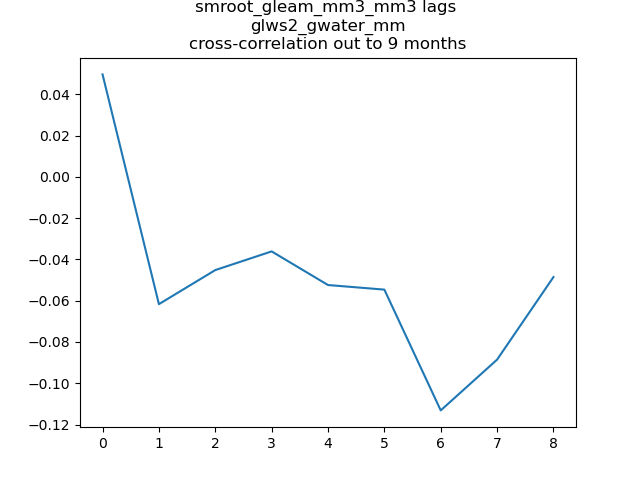 smroot_gleam_mm3_mm3 lags
glws2_gwater_mm
cross-correlation out to 9 months
0.04
0.02
0.00
−0.02
−0.04
−0.06
−0.08
−0.10
−0.12
0 1 2 3 4 5 6 7 8